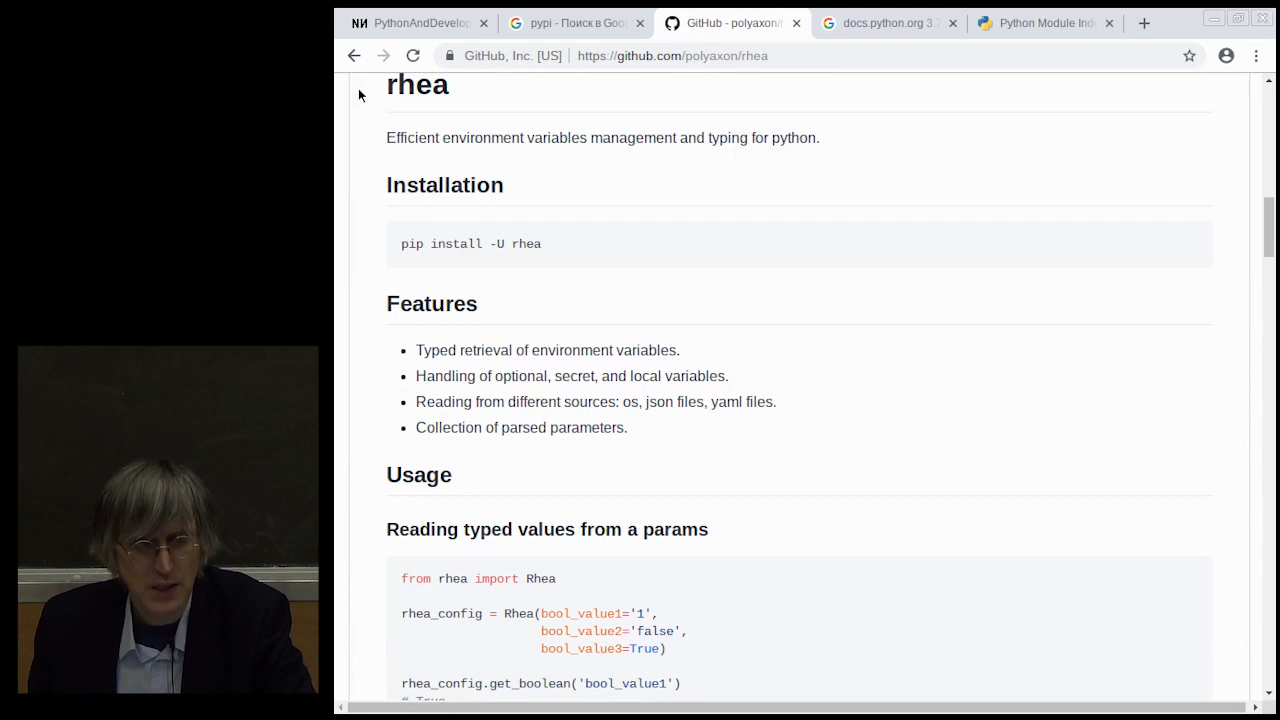 ИИ PythonAndDevelop
pypi - Поиск в Goo
GitHub - polyaxon/r
docs.python.org 3.7
Python Module Ind
GitHub, Inc. [US]
https://github.com/polyaxon/rhea
rhea
Efficient environment variables management and typing for python.
Installation
pip install -U rhea
Features
Typed retrieval of environment variables.
Handling of optional, secret, and local variables.
Reading from different sources: os, json files, yaml files.
Collection of parsed parameters.
Usage
Reading typed values from a params
from rhea import Rhea
rhea_config = Rhea(bool_value1='1',
bool_value2='false',
bool_value3=True)
rhea_config.get_boolean('bool_value1')
# True